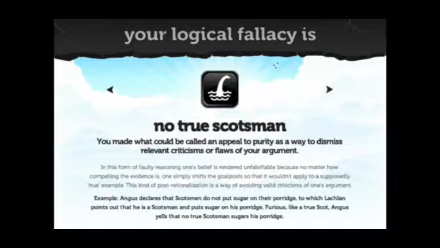 your logical fallacy is
no true scotsman
You made what could be called an appeal to purity as a way to dismiss
relevant criticisms or flaws of your argument.
In this form of faulty reasoning one's belief is rendered unfalsifiable because no matter how
compelling the evidence is, one simply shifts the goalposts so that it wouldn't apply to a supposedly
'true' example. This kind of post-rationalization is a way of avoiding valid criticisms of one's argument.
Example: Angus declares that Scotsmen do not put sugar on their porridge, to which Lachlan
points out that he is a Scotsman and puts sugar on his porridge. Furious, like a true Scot, Angus
yells that no true Scotsman sugars his porridge.